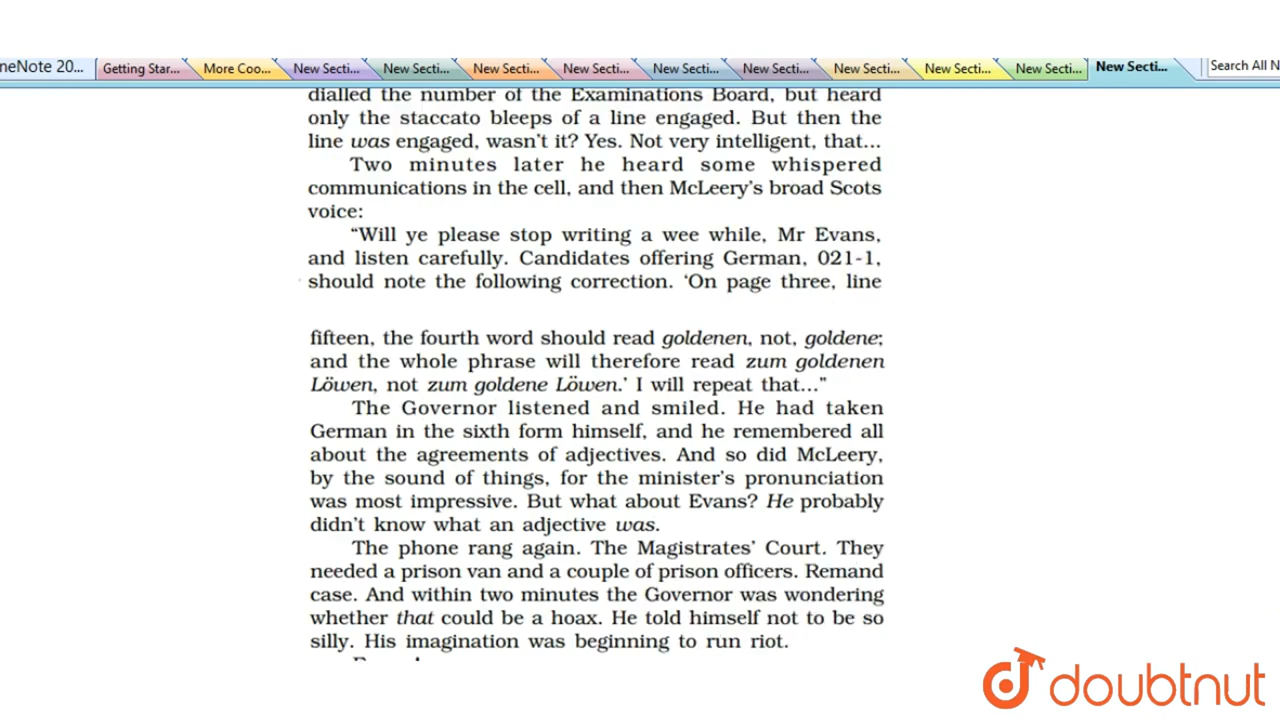 neNote 20... Getting Star... More Coo... New Secti... New Secti... New Secti... New Secti... New Secti... New Secti... New Secti... New Secti... New Secti... New Secti... Search All N
dialled the number of the Examinations Board, but heard
only the staccato bleeps of a line engaged. But then the
line was engaged, wasn't it? Yes. Not very intelligent, that...
Two minutes later he heard some whispered
communications in the cell, and then McLeery's broad Scots
voice:
“Will ye please stop writing a wee while, Mr Evans,
and listen carefully. Candidates offering German, 021-1,
should note the following correction. ‘On page three, line
fifteen, the fourth word should read goldenen, not, goldene;
and the whole phrase will therefore read zum goldenen
Löwen, not zum goldene Löwen.’ I will repeat that...”
The Governor listened and smiled. He had taken
German in the sixth form himself, and he remembered all
about the agreements of adjectives. And so did McLeery,
by the sound of things, for the minister's pronunciation
was most impressive. But what about Evans? He probably
didn't know what an adjective was.
The phone rang again. The Magistrates' Court. They
needed a prison van and a couple of prison officers. Remand
case. And within two minutes the Governor was wondering
whether that could be a hoax. He told himself not to be so
silly. His imagination was beginning to run riot.
doubtnut